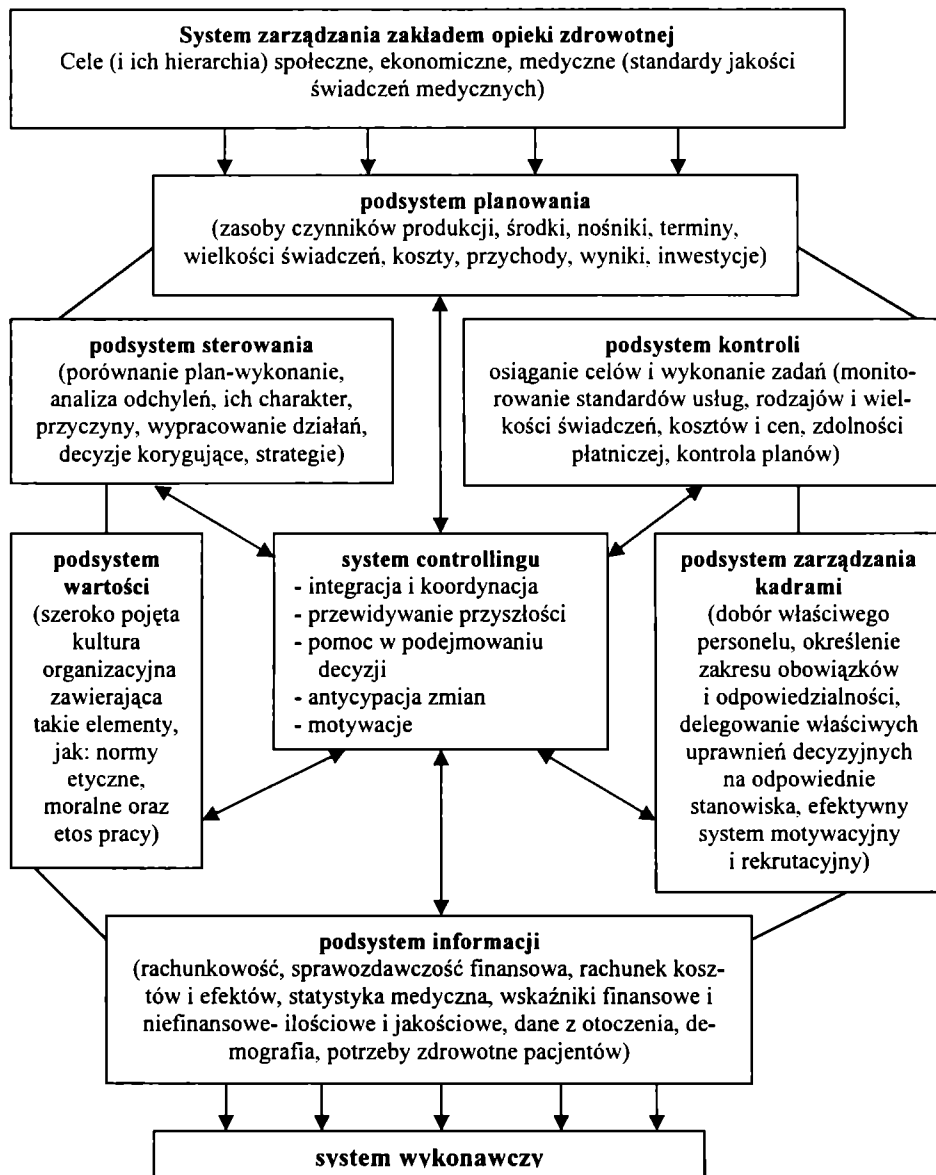 System zarządzania zakładem opieki zdrowotnej
Cele (i ich hierarchia) społeczne, ekonomiczne, medyczne (standardy jakości
świadczeń medycznych)
podsystem planowania
(zasoby czynników produkcji, środki, nośniki, terminy,
wielkości świadczeń, koszty, przychody, wyniki, inwestycje)
podsystem sterowania
(porównanie plan-wykonanie,
analiza odchyleń, ich charakter,
przyczyny, wypracowanie działań,
decyzje korygujące, strategie)
podsystem kontroli
osiąganie celów i wykonanie zadań (monito-
rowanie standardów usług, rodzajów i wiel-
kości świadczeń, kosztów i cen, zdolności
płatniczej, kontrola planów)
podsystem
wartości
(szeroko pojęta
kultura
organizacyjna
zawierająca
takie elementy,
jak: normy
etyczne,
moralne oraz
etos pracy)
system controllingu
- integracja i koordynacja
- przewidywanie przyszłości
- pomoc w podejmowaniu
decyzji
- antycypacja zmian
- motywacje
podsystem zarządzania
kadrami
(dobór właściwego
personelu, określenie
zakresu obowiązków
i odpowiedzialności,
delegowanie właściwych
uprawnień decyzyjnych
na odpowiednie
stanowiska, efektywny
system motywacyjny
i rekrutacyjny)
podsystem informacji
(rachunkowość, sprawozdawczość finansowa, rachunek kosz-
tów i efektów, statystyka medyczna, wskaźniki finansowe i
niefinansowe- ilościowe i jakościowe, dane z otoczenia, de-
mografia, potrzeby zdrowotne pacjentów)
system wykonawczy